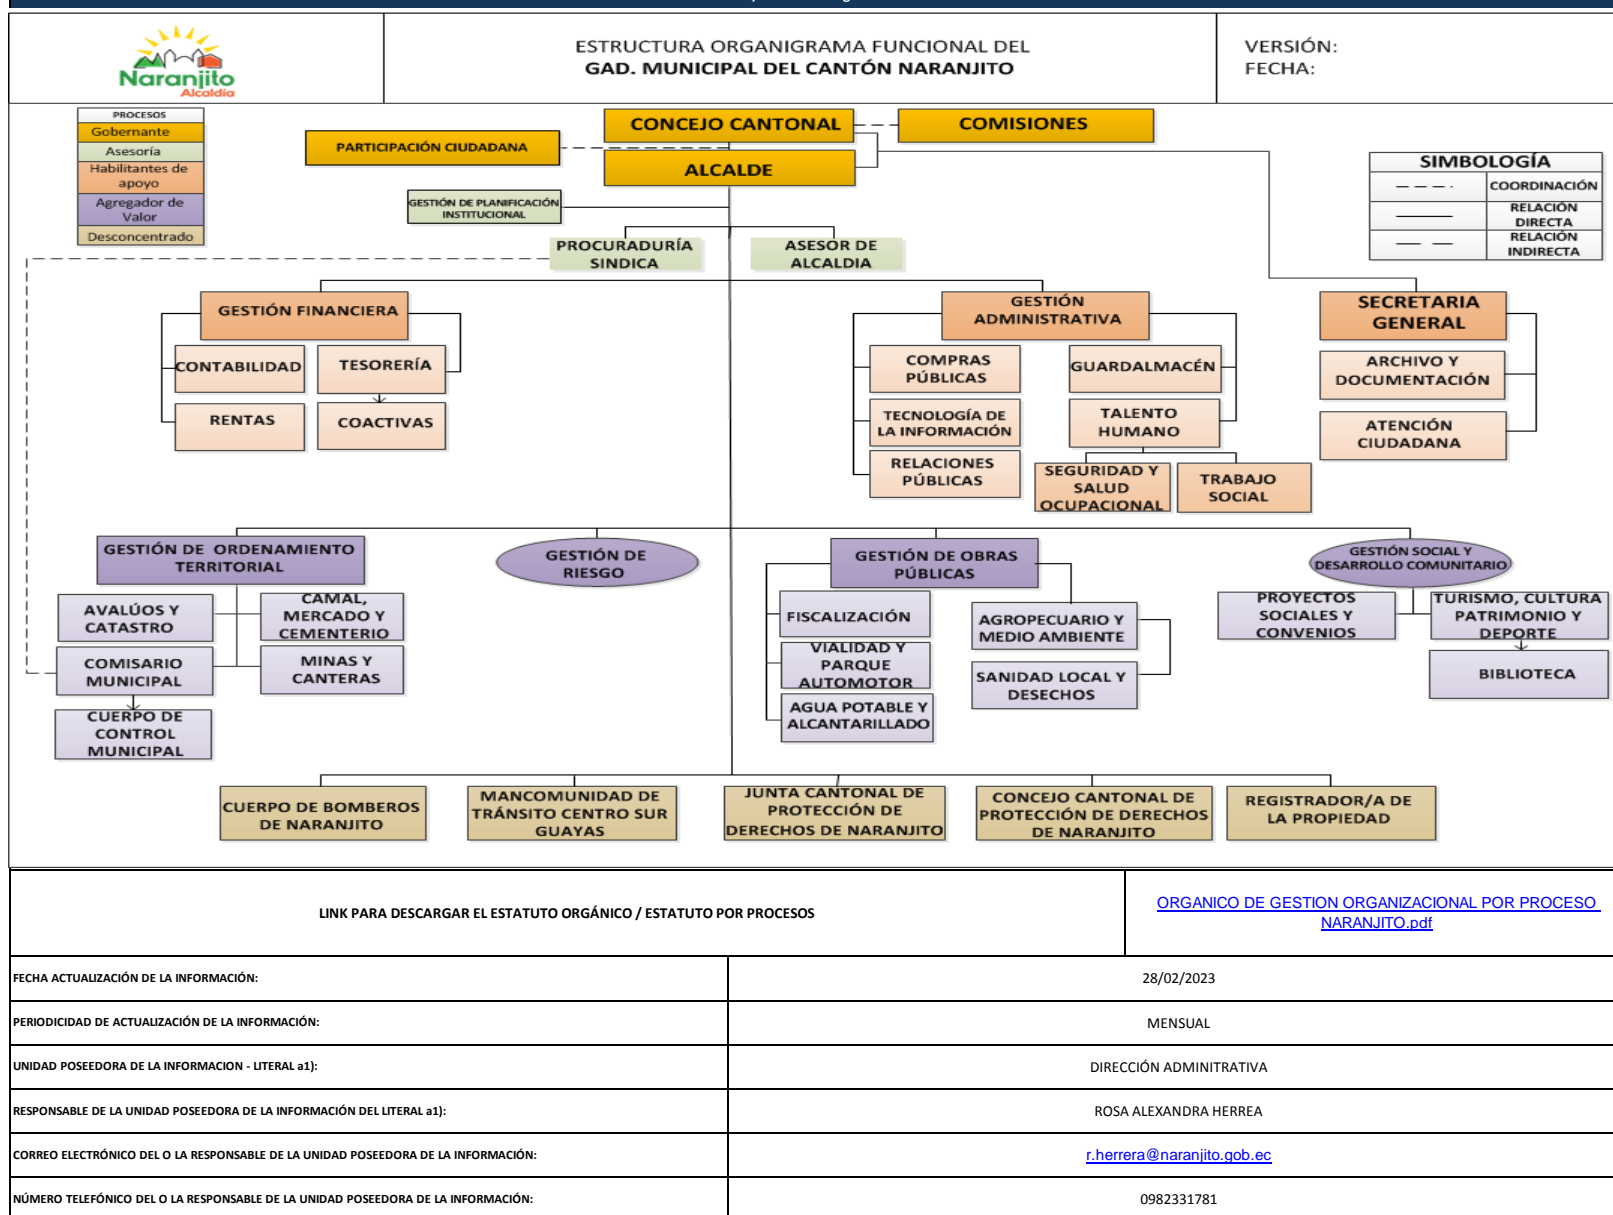 Naranjito
Alcaldía
ESTRUCTURA ORGANIGRAMA FUNCIONAL DEL
GAD. MUNICIPAL DEL CANTÓN NARANJITO
VERSIÓN:
FECHA:
PROCESOS
Gobernante
Asesoría
Habilitantes de
apoyo
Agregador de
Valor
Desconcentrado
CONCEJO CANTONAL
COMISIONES
PARTICIPACIÓN CIUDADANA
ALCALDE
SIMBOLOGÍA
COORDINACIÓN
RELACIÓN
DIRECTA
RELACIÓN
INDIRECTA
GESTIÓN DE PLANIFICACIÓN
INSTITUCIONAL
PROCURADURÍA
SINDICA
ASESOR DE
ALCALDIA
GESTIÓN FINANCIERA
CONTABILIDAD
TESORERÍA
RENTAS
COACTIVAS
GESTIÓN
ADMINISTRATIVA
COMPRAS
PÚBLICAS
GUARDALMACÉN
TECNOLOGÍA DE
LA INFORMACIÓN
TALENTO
HUMANO
RELACIONES
PÚBLICAS
SEGURIDAD Y
SALUD
OCUPACIONAL
TRABAJO
SOCIAL
SECRETARIA
GENERAL
ARCHIVO Y
DOCUMENTACIÓN
ATENCIÓN
CIUDADANA
GESTIÓN DE ORDENAMIENTO
TERRITORIAL
AVALÚOS Y
CATASTRO
CAMAL,
MERCADO Y
CEMENTERIO
COMISARIO
MUNICIPAL
MINAS Y
CANTERAS
CUERPO DE
CONTROL
MUNICIPAL
GESTIÓN DE
RIESGO
GESTIÓN DE OBRAS
PÚBLICAS
FISCALIZACIÓN
AGROPECUARIO Y
MEDIO AMBIENTE
VIALIDAD Y
PARQUE
AUTOMOTOR
SANIDAD LOCAL Y
DESECHOS
AGUA POTABLE Y
ALCANTARILLADO
GESTIÓN SOCIAL Y
DESARROLLO COMUNITARIO
PROYECTOS
SOCIALES Y
CONVENIOS
TURISMO, CULTURA
PATRIMONIO Y
DEPORTE
BIBLIOTECA
CUERPO DE BOMBEROS
DE NARANJITO
MANCOMUNIDAD DE
TRÁNSITO CENTRO SUR
GUAYAS
JUNTA CANTONAL DE
PROTECCIÓN DE
DERECHOS DE NARANJITO
CONCEJO CANTONAL DE
PROTECCIÓN DE DERECHOS
DE NARANJITO
REGISTRADOR/A DE
LA PROPIEDAD
LINK PARA DESCARGAR EL ESTATUTO ORGÁNICO / ESTATUTO POR PROCESOS
ORGANICO DE GESTION ORGANIZACIONAL POR PROCESO
NARANJITO.pdf
FECHA ACTUALIZACIÓN DE LA INFORMACIÓN:
28/02/2023
PERIODICIDAD DE ACTUALIZACIÓN DE LA INFORMACIÓN:
MENSUAL
UNIDAD POSEEDORA DE LA INFORMACION - LITERAL a1):
DIRECCIÓN ADMINITRATIVA
RESPONSABLE DE LA UNIDAD POSEEDORA DE LA INFORMACIÓN DEL LITERAL a1):
ROSA ALEXANDRA HERREA
CORREO ELECTRÓNICO DEL O LA RESPONSABLE DE LA UNIDAD POSEEDORA DE LA INFORMACIÓN:
r.herrera@naranjito.gob.ec
NÚMERO TELEFÓNICO DEL O LA RESPONSABLE DE LA UNIDAD POSEEDORA DE LA INFORMACIÓN:
0982331781